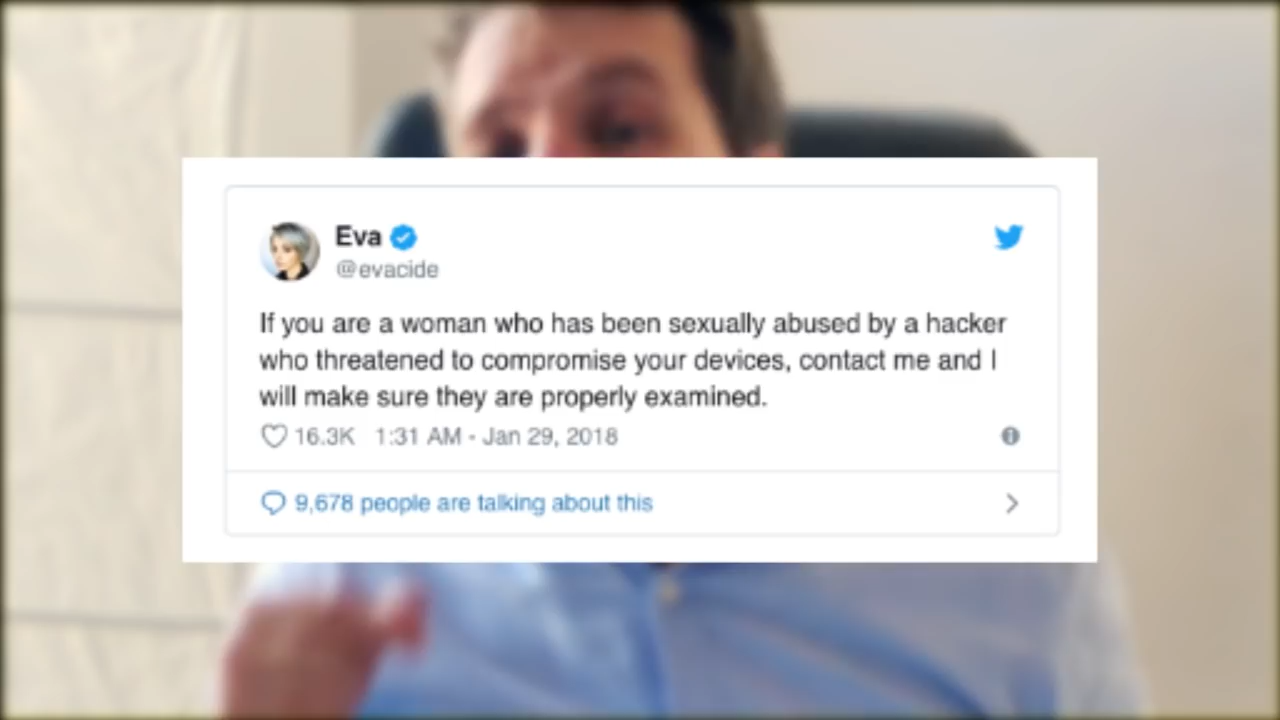 Eva
@evacide
If you are a woman who has been sexually abused by a hacker
who threatened to compromise your devices, contact me and I
will make sure they are properly examined.
16.3K 1:31 AM - Jan 29, 2018
9,678 people are talking about this